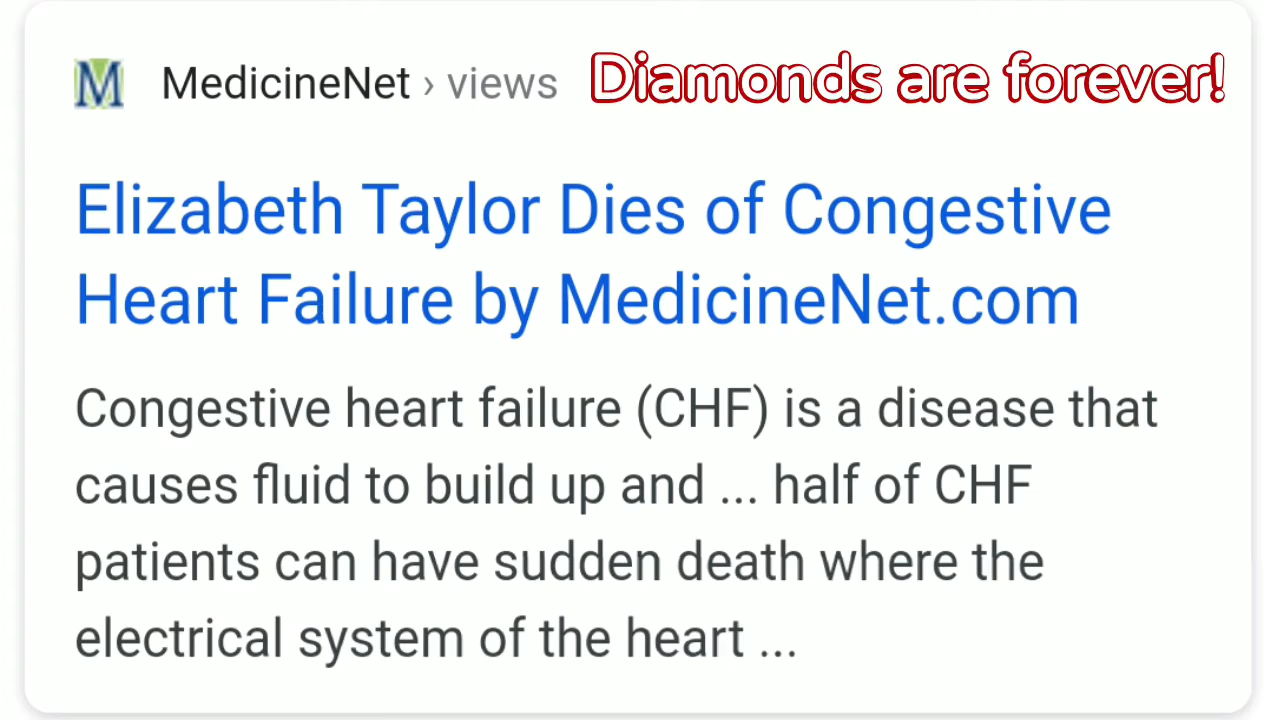 MedicineNet › views Diamonds are forever!
Elizabeth Taylor Dies of Congestive
Heart Failure by MedicineNet.com
Congestive heart failure (CHF) is a disease that
causes fluid to build up and ... half of CHF
patients can have sudden death where the
electrical system of the heart ...